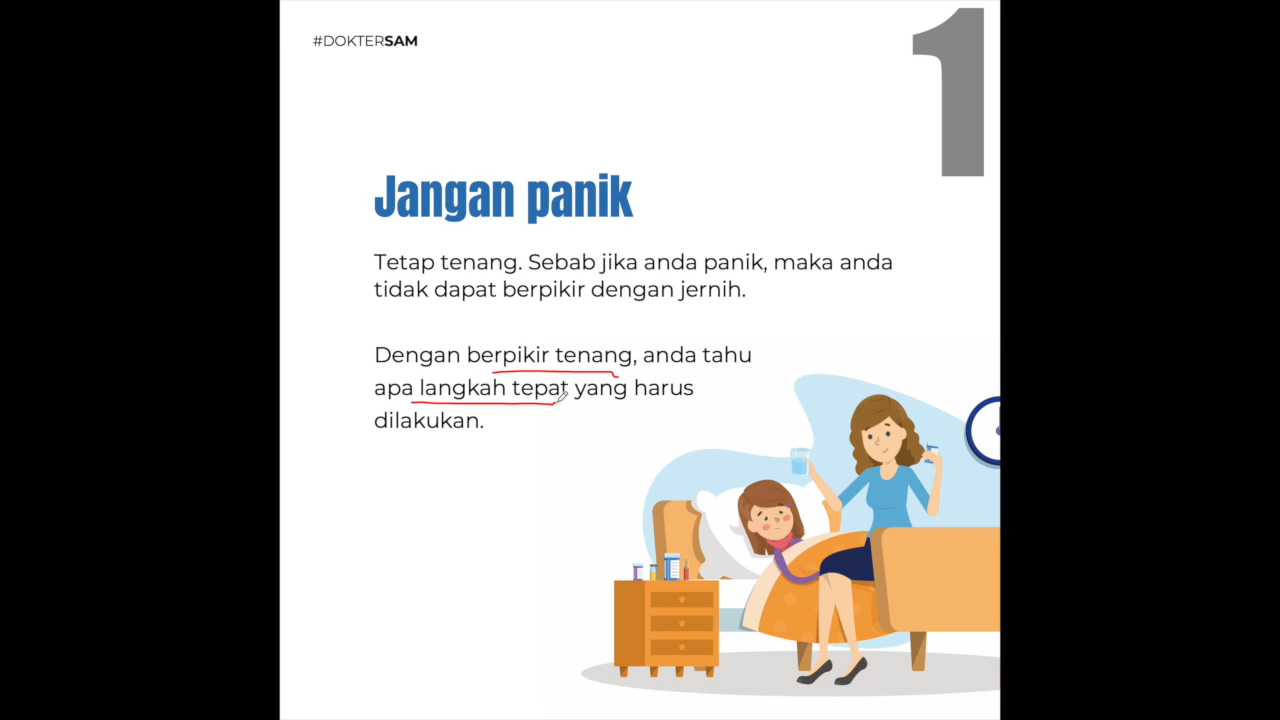 #DOKTERSAM
1
Jangan panik
Tetap tenang. Sebab jika anda panik, maka anda
tidak dapat berpikir dengan jernih.
Dengan berpikir tenang, anda tahu
apa langkah tepat yang harus
dilakukan.